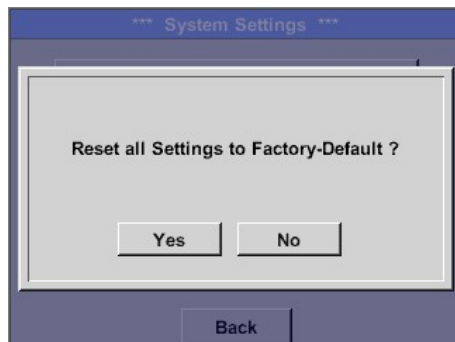 *** System Settings ***
Reset all Settings to Factory-Default ?
Yes No
Back